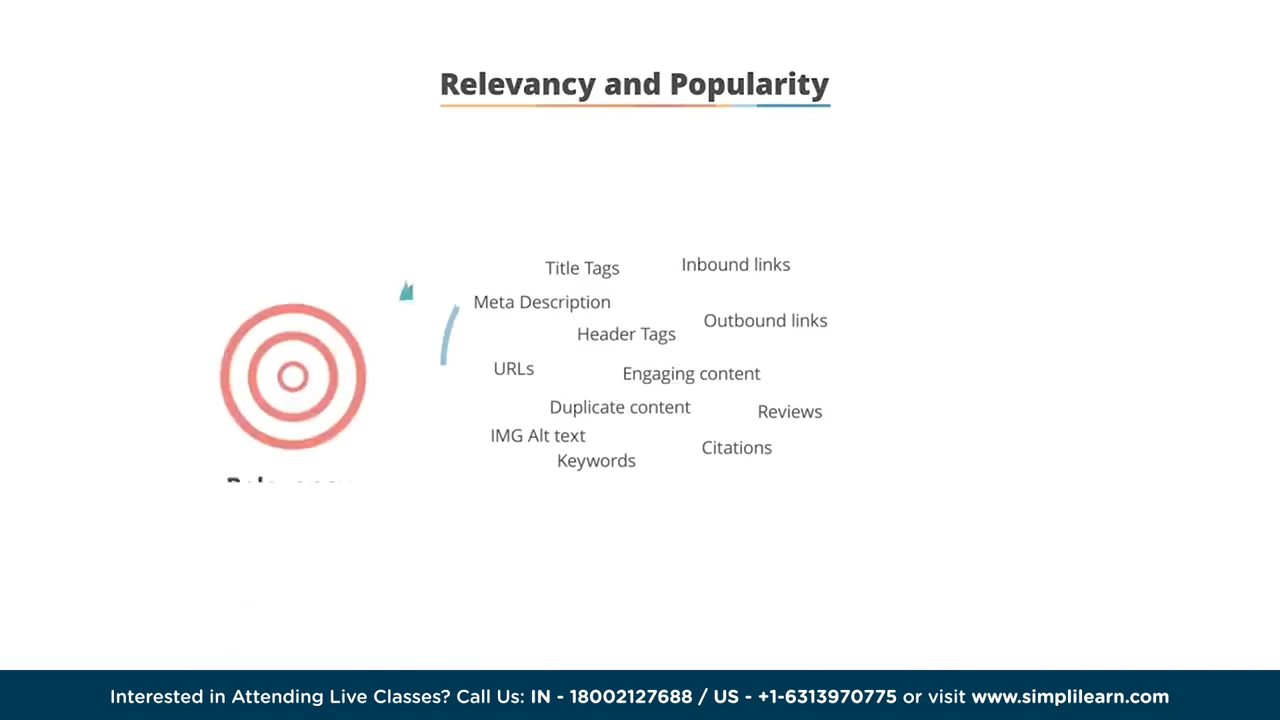 Relevancy and Popularity
Title Tags
Inbound links
Meta Description
Outbound links
Header Tags
URLs
Engaging content
Duplicate content
Reviews
IMG Alt text
Citations
Keywords
Interested in Attending Live Classes? Call Us: IN - 18002127688 / US - +1-6313970775 or visit www.simplilearn.com